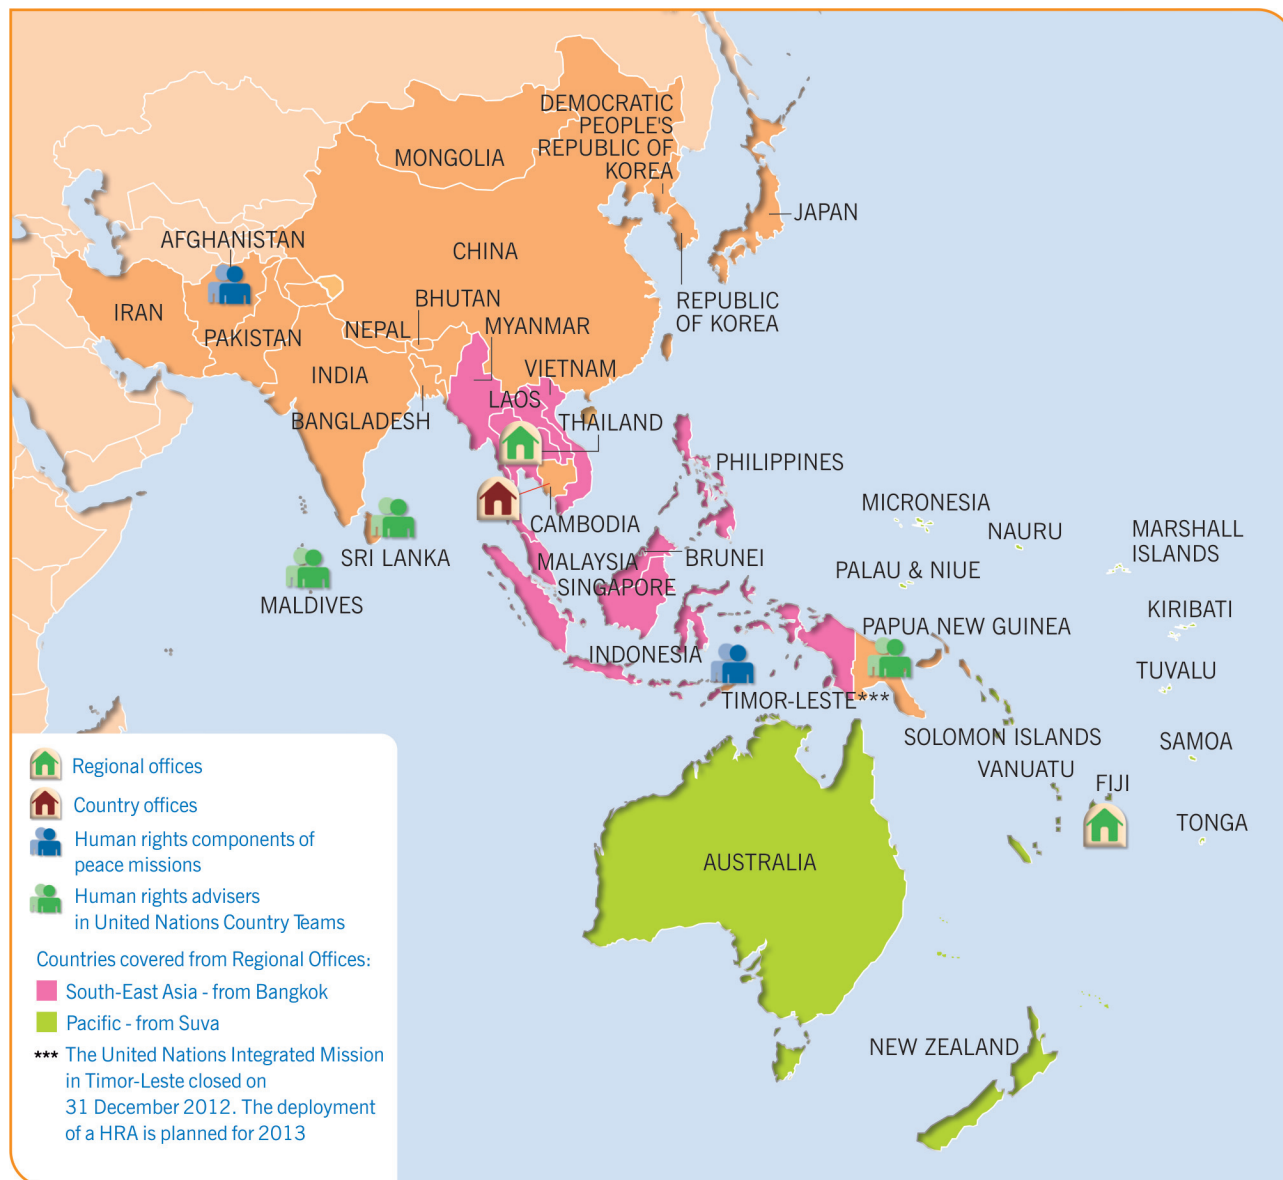 DEMOCRATIC
PEOPLE'S
REPUBLIC OF
KOREA
MONGOLIA
JAPAN
AFGHANISTAN
CHINA
REPUBLIC
OF KOREA
IRAN
BHUTAN
NEPAL
MYANMAR
PAKISTAN
INDIA
VIETNAM
LAOS
BANGLADESH
THAILAND
PHILIPPINES
MICRONESIA
CAMBODIA
NAURU
MARSHALL
ISLANDS
SRI LANKA
MALAYSIA
BRUNEI
SINGAPORE
PALAU & NIUE
MALDIVES
KIRIBATI
PAPUA NEW GUINEA
INDONESIA
TUVALU
TIMOR-LESTE***
SOLOMON ISLANDS
SAMOA
VANUATU
FIJI
TONGA
AUSTRALIA
NEW ZEALAND
Regional offices
Country offices
Human rights components of
peace missions
Human rights advisers
in United Nations Country Teams
Countries covered from Regional Offices:
South-East Asia - from Bangkok
Pacific - from Suva
*** The United Nations Integrated Mission
in Timor-Leste closed on
31 December 2012. The deployment
of a HRA is planned for 2013